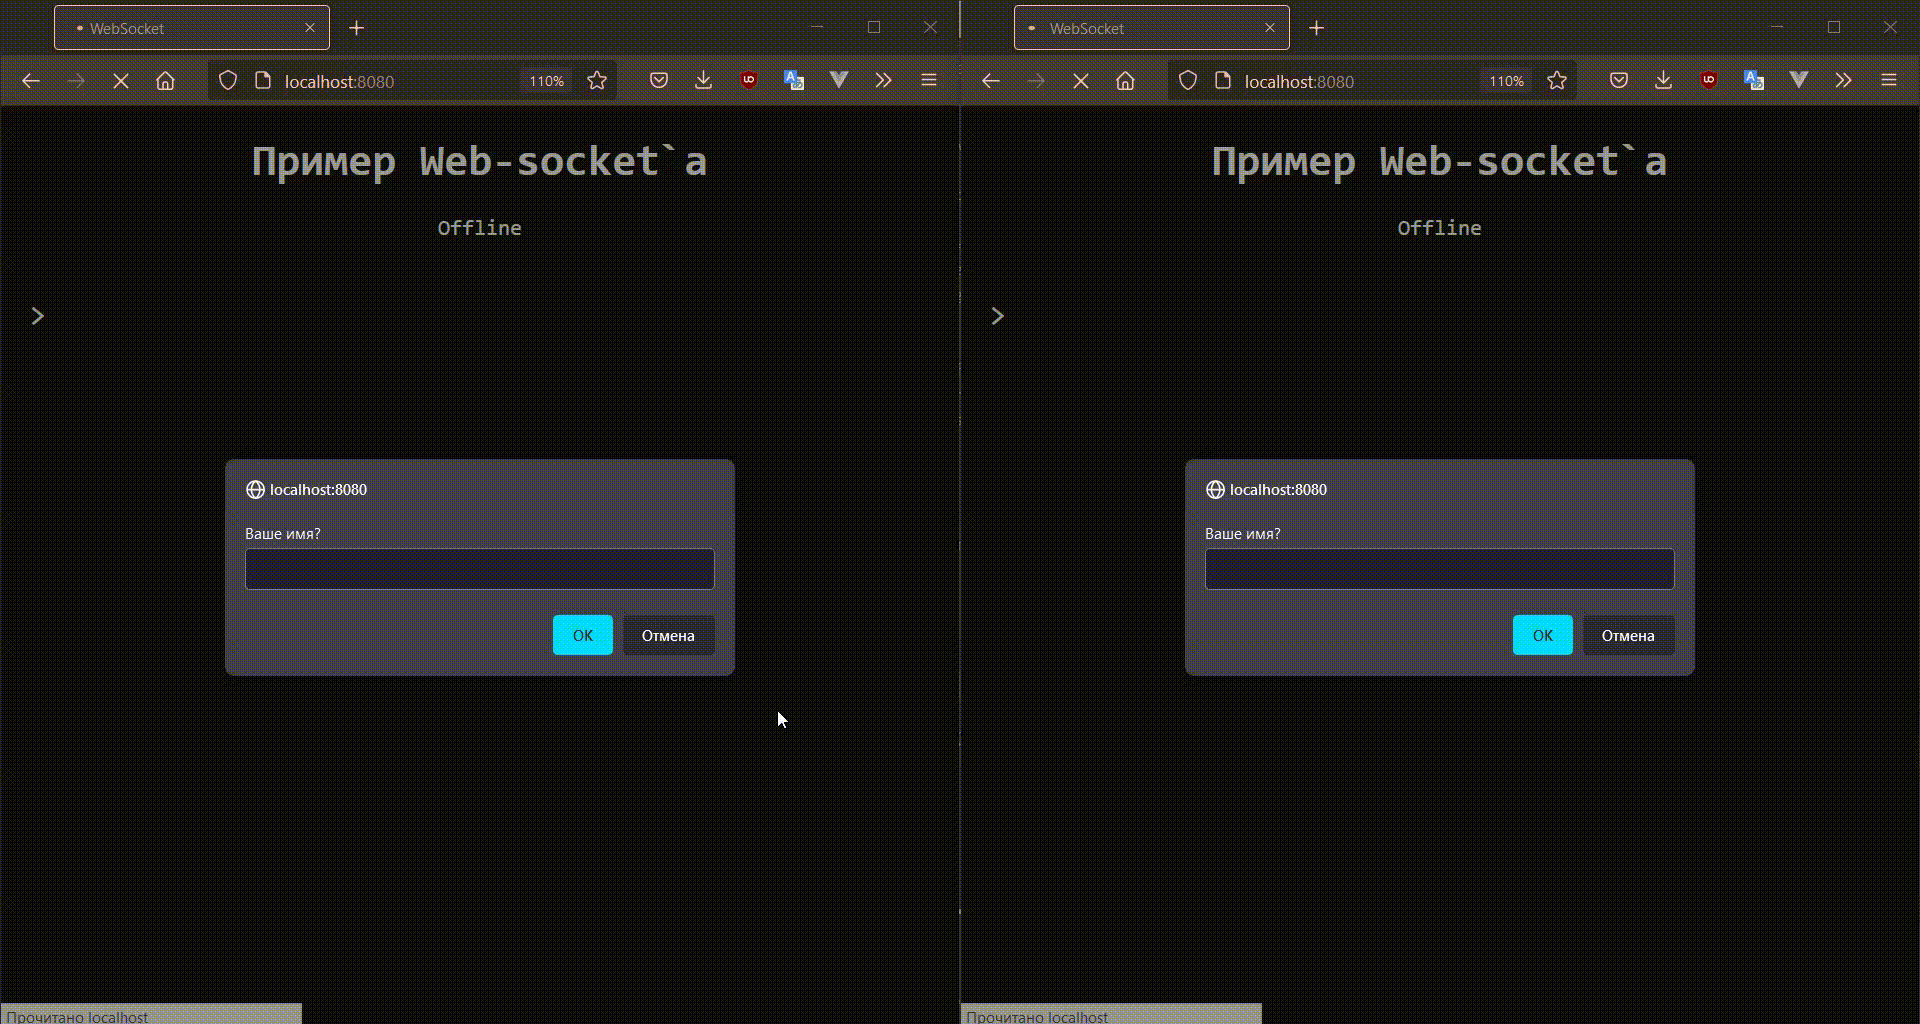 WebSocket
localhost:8080
110%
Пример Web-socket`a
Offline
>
localhost:8080
Ваше имя?
OK
Отмена
Прочитано localhost
WebSocket
localhost:8080
110%
Пример Web-socket`a
Offline
>
localhost:8080
Ваше имя?
OK
Отмена
Прочитано localhost